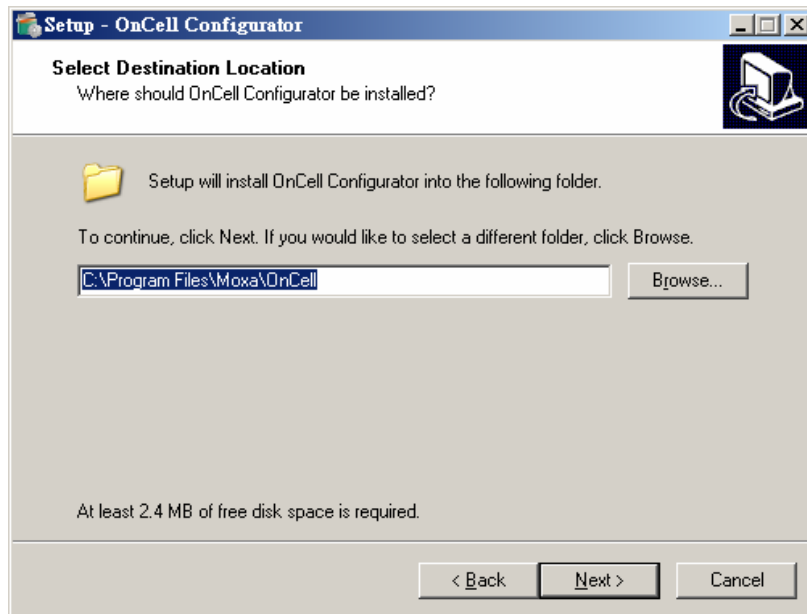 Setup - OnCell Configurator
Select Destination Location
Where should OnCell Configurator be installed?
Setup will install OnCell Configurator into the following folder.
To continue, click Next. If you would like to select a different folder, click Browse.
C:\Program Files\Moxa\OnCell
Browse...
At least 2.4 MB of free disk space is required.
< Back
Next >
Cancel